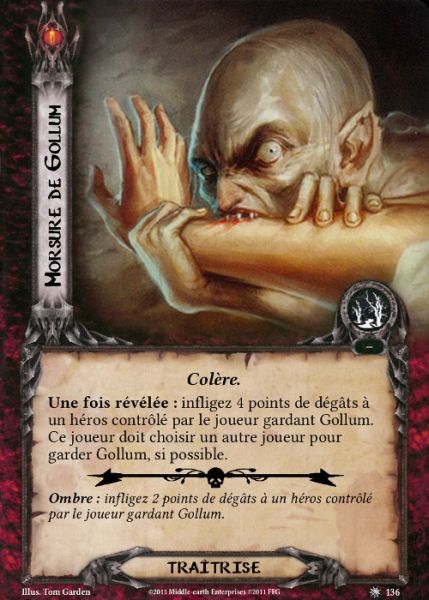 MORSURE DE GOLLUM
Colère.
Une fois révélée : infligez 4 points de dégâts à
un héros contrôlé par le joueur gardant Gollum.
Ce joueur doit choisir un autre joueur pour
garder Gollum, si possible.
Ombre : infligez 2 points de dégâts à un héros contrôlé
par le joueur gardant Gollum.
TRAÎTRISE
Illus. Tom Garden
©2011 Middle-earth Enterprises ©2011 FFG
136